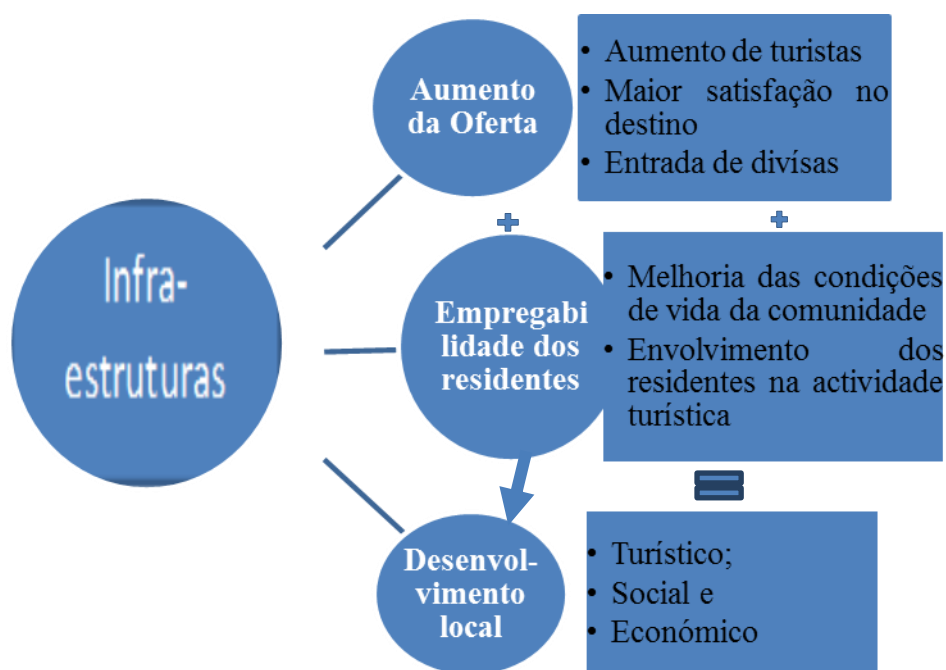 Infra-
estruturas
Aumento
da Oferta
• Aumento de turistas
• Maior satisfação no
destino
• Entrada de divísas
Empregabi
lidade dos
residentes
• Melhoria das condições
de vida da comunidade
• Envolvimento dos
residentes na actividade
turística
Desenvol-
vimento
local
• Turístico;
• Social e
• Económico